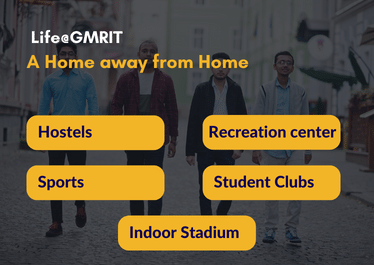 Life@GMRIT
A Home away from Home
Hostels
Recreation center
Sports
Student Clubs
Indoor Stadium